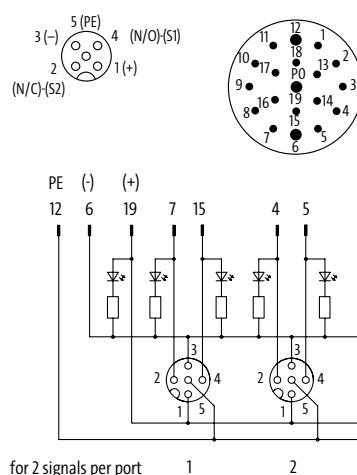 5 (PE)
3 (–) 4 (N/O)-(S1)
2 1 (+)
(N/C)-(S2)
12
11 1
18
10 2
17 13
P0
9 3
16 19 14
8 4
15
7 5
6
PE (-) (+)
12 6 19 7 15 4 5
3 3
2 4 2 4
1 5 1 5
for 2 signals per port 1 2